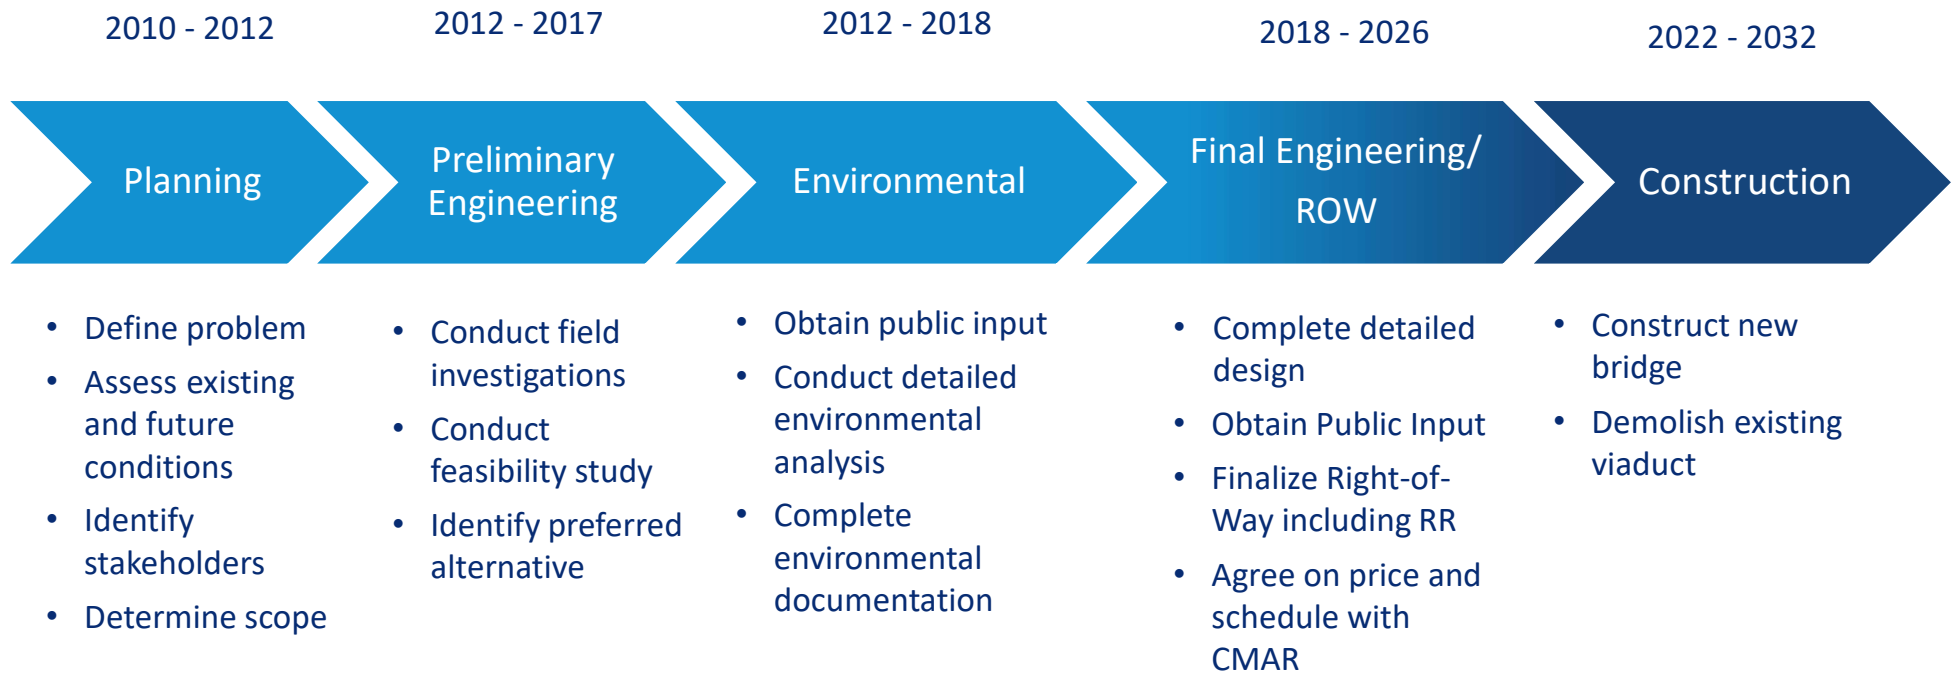 2010 - 2012
2012 - 2017
2012 - 2018
2018 - 2026
2022 - 2032
Planning
Preliminary
Engineering
Environmental
Final Engineering/
ROW
Construction
• Define problem
• Assess existing
and future
conditions
• Identify
stakeholders
• Determine scope
• Conduct field
investigations
• Conduct
feasibility study
• Identify preferred
alternative
• Obtain public input
• Conduct detailed
environmental
analysis
• Complete
environmental
documentation
• Complete detailed
design
• Obtain Public Input
• Finalize Right-of-
Way including RR
• Agree on price and
schedule with
CMAR
• Construct new
bridge
• Demolish existing
viaduct